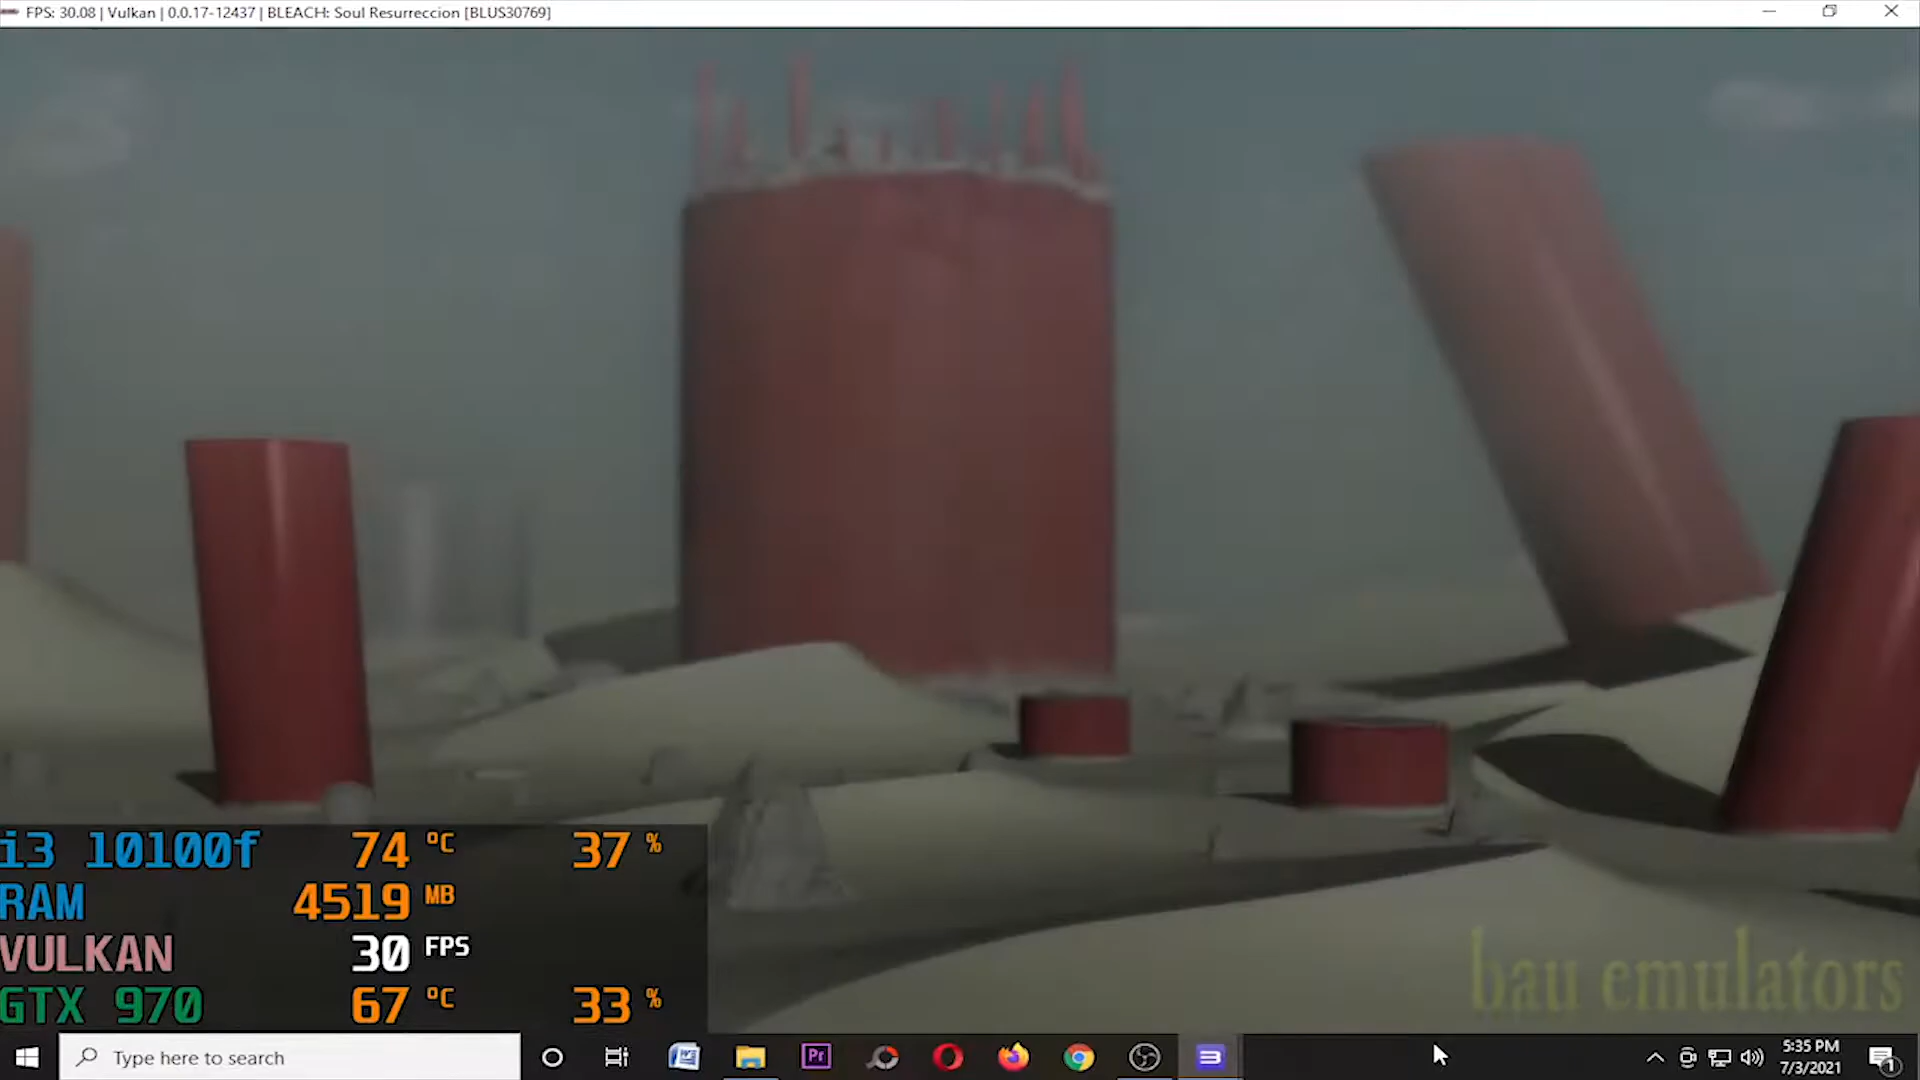 FPS: 30.08 | Vulkan | 0.0.17-12437 | BLEACH: Soul Resurreccion [BLUS30769]
i3 10100f 74 °C 37 %
RAM 4519 MB
VULKAN 30 FPS
GTX 970 67 °C 33 %
bau emulators
Type here to search
Pr
5:35 PM
7/3/2021
1